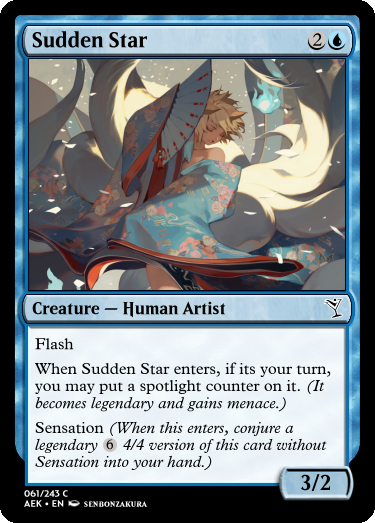 Sudden Star 2
Creature — Human Artist
Flash
When Sudden Star enters, if its your turn,
you may put a spotlight counter on it. (It
becomes legendary and gains menace.)
Sensation (When this enters, conjure a
legendary 6 4/4 version of this card without
Sensation into your hand.)
3/2
061/243 C
AEK • EN SENBONZAKURA